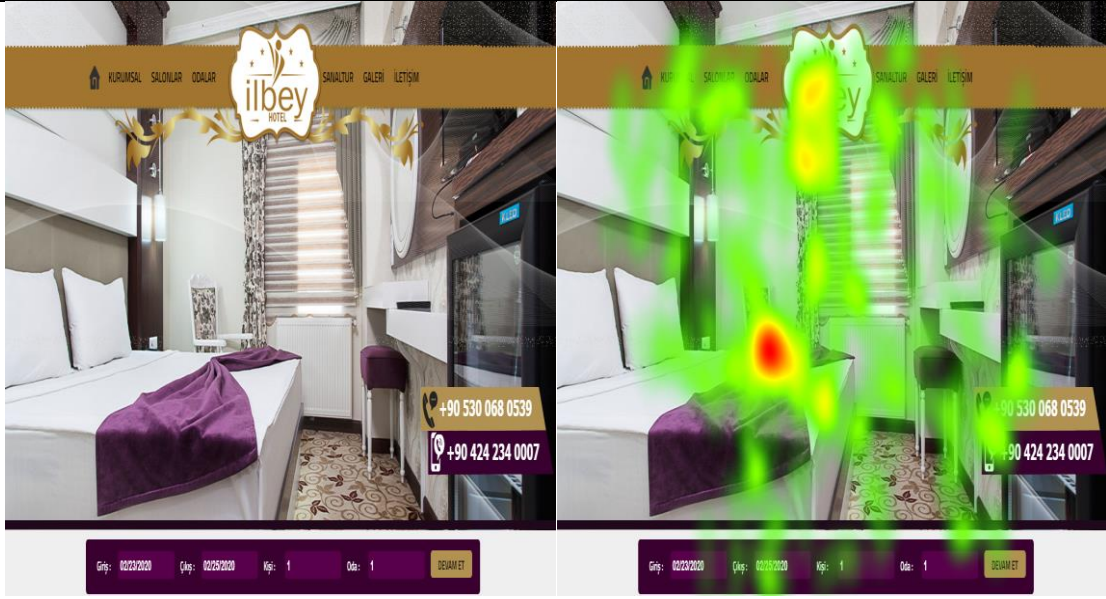 KURUMSAL SALONLAR ODALAR
ilbey
HOTEL
SANALTUR GALERİ İLETİŞİM
KLEO
+90 530 068 0539
+90 424 234 0007
Giriş : 02/23/2020 Çıkış : 02/25/2020 Kişi : 1 Oda : 1 DEVAM ET
SALONLAR ODALAR
SANALTUR GALERİ İLETİŞİM
KLEO
+90 530 068 0539
+90 424 234 0007
Giriş : 02/23/2020 Çıkış : 02/25/2020 Kişi : 1 Oda : 1 DEVAM ET